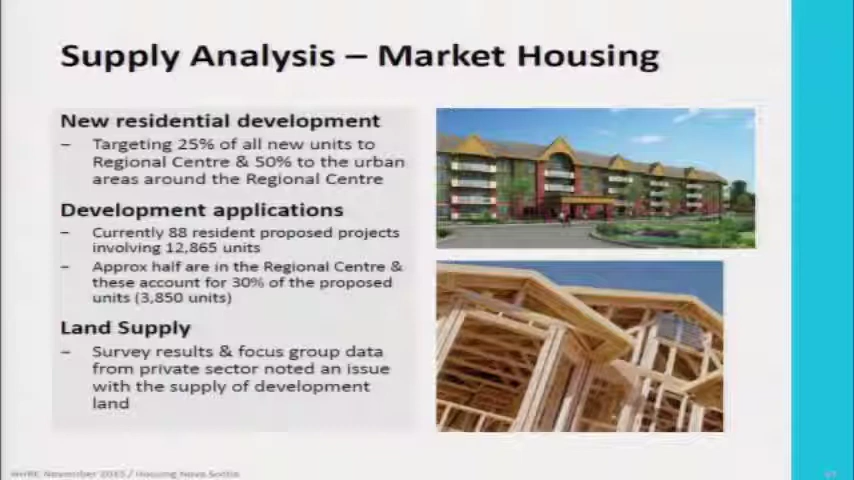 Supply Analysis – Market Housing
New residential development
– Targeting 25% of all new units to
Regional Centre & 50% to the urban
areas around the Regional Centre
Development applications
– Currently 88 resident proposed projects
involving 12,865 units
– Approx half are in the Regional Centre &
these account for 30% of the proposed
units (3,850 units)
Land Supply
– Survey results & focus group data
from private sector noted an issue
with the supply of development
land
November 2015 / Housing Nova Scotia